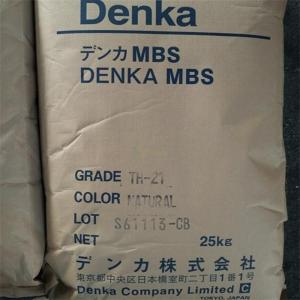 Denka
デンカMBS
DENKA MBS
GRADE TH-21
COLOR NATURAL
LOT S61113-CB
NET 25kg
デンカ株式会社
東京都中央区日本橋室町二丁目1番1号
Denka Company Limited C
TOKYO, JAPAN